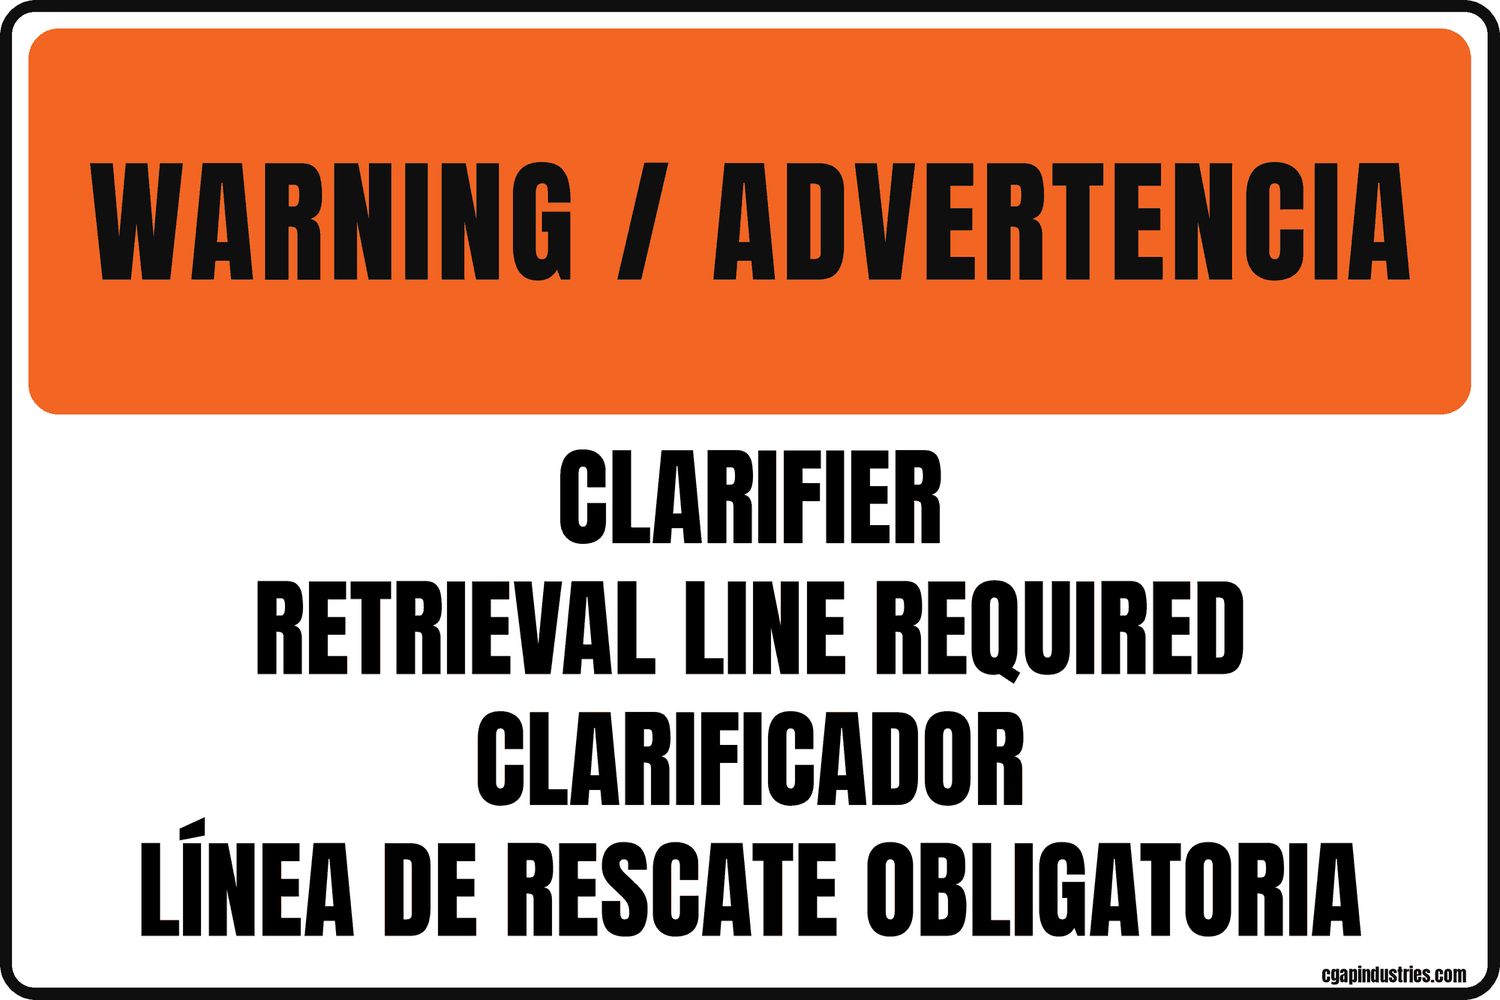 WARNING / ADVERTENCIA
CLARIFIER
RETRIEVAL LINE REQUIRED
CLARIFICADOR
LÍNEA DE RESCATE OBLIGATORIA
cgapindustries.com